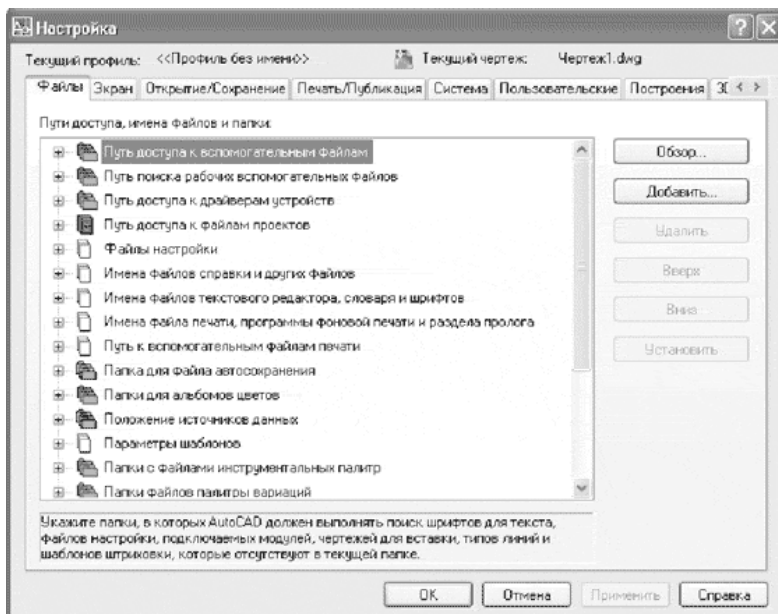 Настройка
Текущий профиль: <<Профиль без имени>> Текущий чертеж: Чертеж1.dwg
Файлы Экран Открытие/Сохранение Печать/Публикация Система Пользовательские Построения 3
Пути доступа, имена файлов и папки:
Путь доступа к вспомогательным файлам
Путь поиска рабочих вспомогательных файлов
Путь доступа к драйверам устройств
Путь доступа к файлам проектов
Файлы настройки
Имена файлов справки и других файлов
Имена файлов текстового редактора, словаря и шрифтов
Имена файла печати, программы фоновой печати и раздела пролога
Путь к вспомогательным файлам печати
Папка для файла автосохранения
Папки для альбомов цветов
Положение источников данных
Параметры шаблонов
Папки с файлами инструментальных палитр
Папки файлов палитры вариаций
Обзор...
Добавить...
Удалить
Вверх
Вниз
Установить
Укажите папки, в которых AutoCAD должен выполнять поиск шрифтов для текста,
файлов настройки, подключаемых модулей, чертежей для вставки, типов линий и
шаблонов штриховки, которые отсутствуют в текущей папке.
OK Отмена Применить Справка